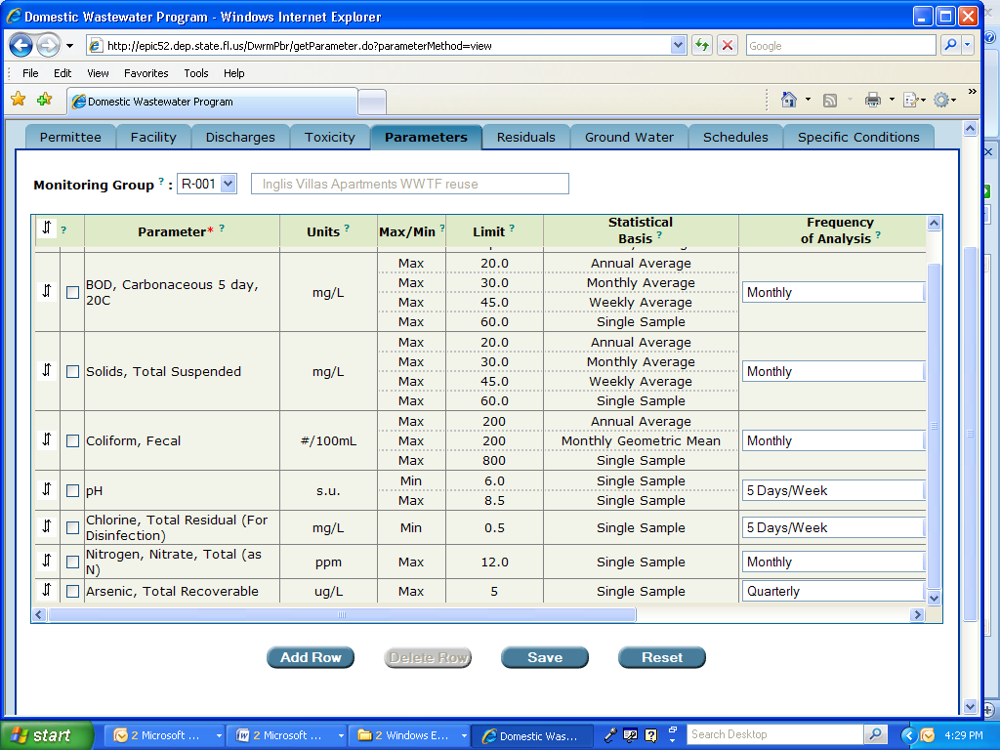 Domestic Wastewater Program - Windows Internet Explorer
http://epic52.dep.state.fl.us/DwrmPbr/getParameter.do?parameterMethod=view
Google
File Edit View Favorites Tools Help
Domestic Wastewater Program
»
Permittee Facility Discharges Toxicity Parameters Residuals Ground Water Schedules Specific Conditions
Monitoring Group ? : R-001 Inglis Villas Apartments WWTF reuse
? Parameter* ? Units ? Max/Min ? Limit ? Statistical Basis ? Frequency of Analysis ?
BOD, Carbonaceous 5 day, 20C mg/L Monthly
Max 20.0 Annual Average
Max 30.0 Monthly Average
Max 45.0 Weekly Average
Max 60.0 Single Sample
Solids, Total Suspended mg/L Monthly
Max 20.0 Annual Average
Max 30.0 Monthly Average
Max 45.0 Weekly Average
Max 60.0 Single Sample
Coliform, Fecal #/100mL Monthly
Max 200 Annual Average
Max 200 Monthly Geometric Mean
Max 800 Single Sample
pH s.u. 5 Days/Week
Min 6.0 Single Sample
Max 8.5 Single Sample
Chlorine, Total Residual (For Disinfection) mg/L Min 0.5 Single Sample 5 Days/Week
Nitrogen, Nitrate, Total (as N) ppm Max 12.0 Single Sample Monthly
Arsenic, Total Recoverable ug/L Max 5 Single Sample Quarterly
Add Row Delete Row Save Reset
start 2 Microsoft ... 2 Microsoft ... 2 Windows E... Domestic Was... Search Desktop 4:29 PM